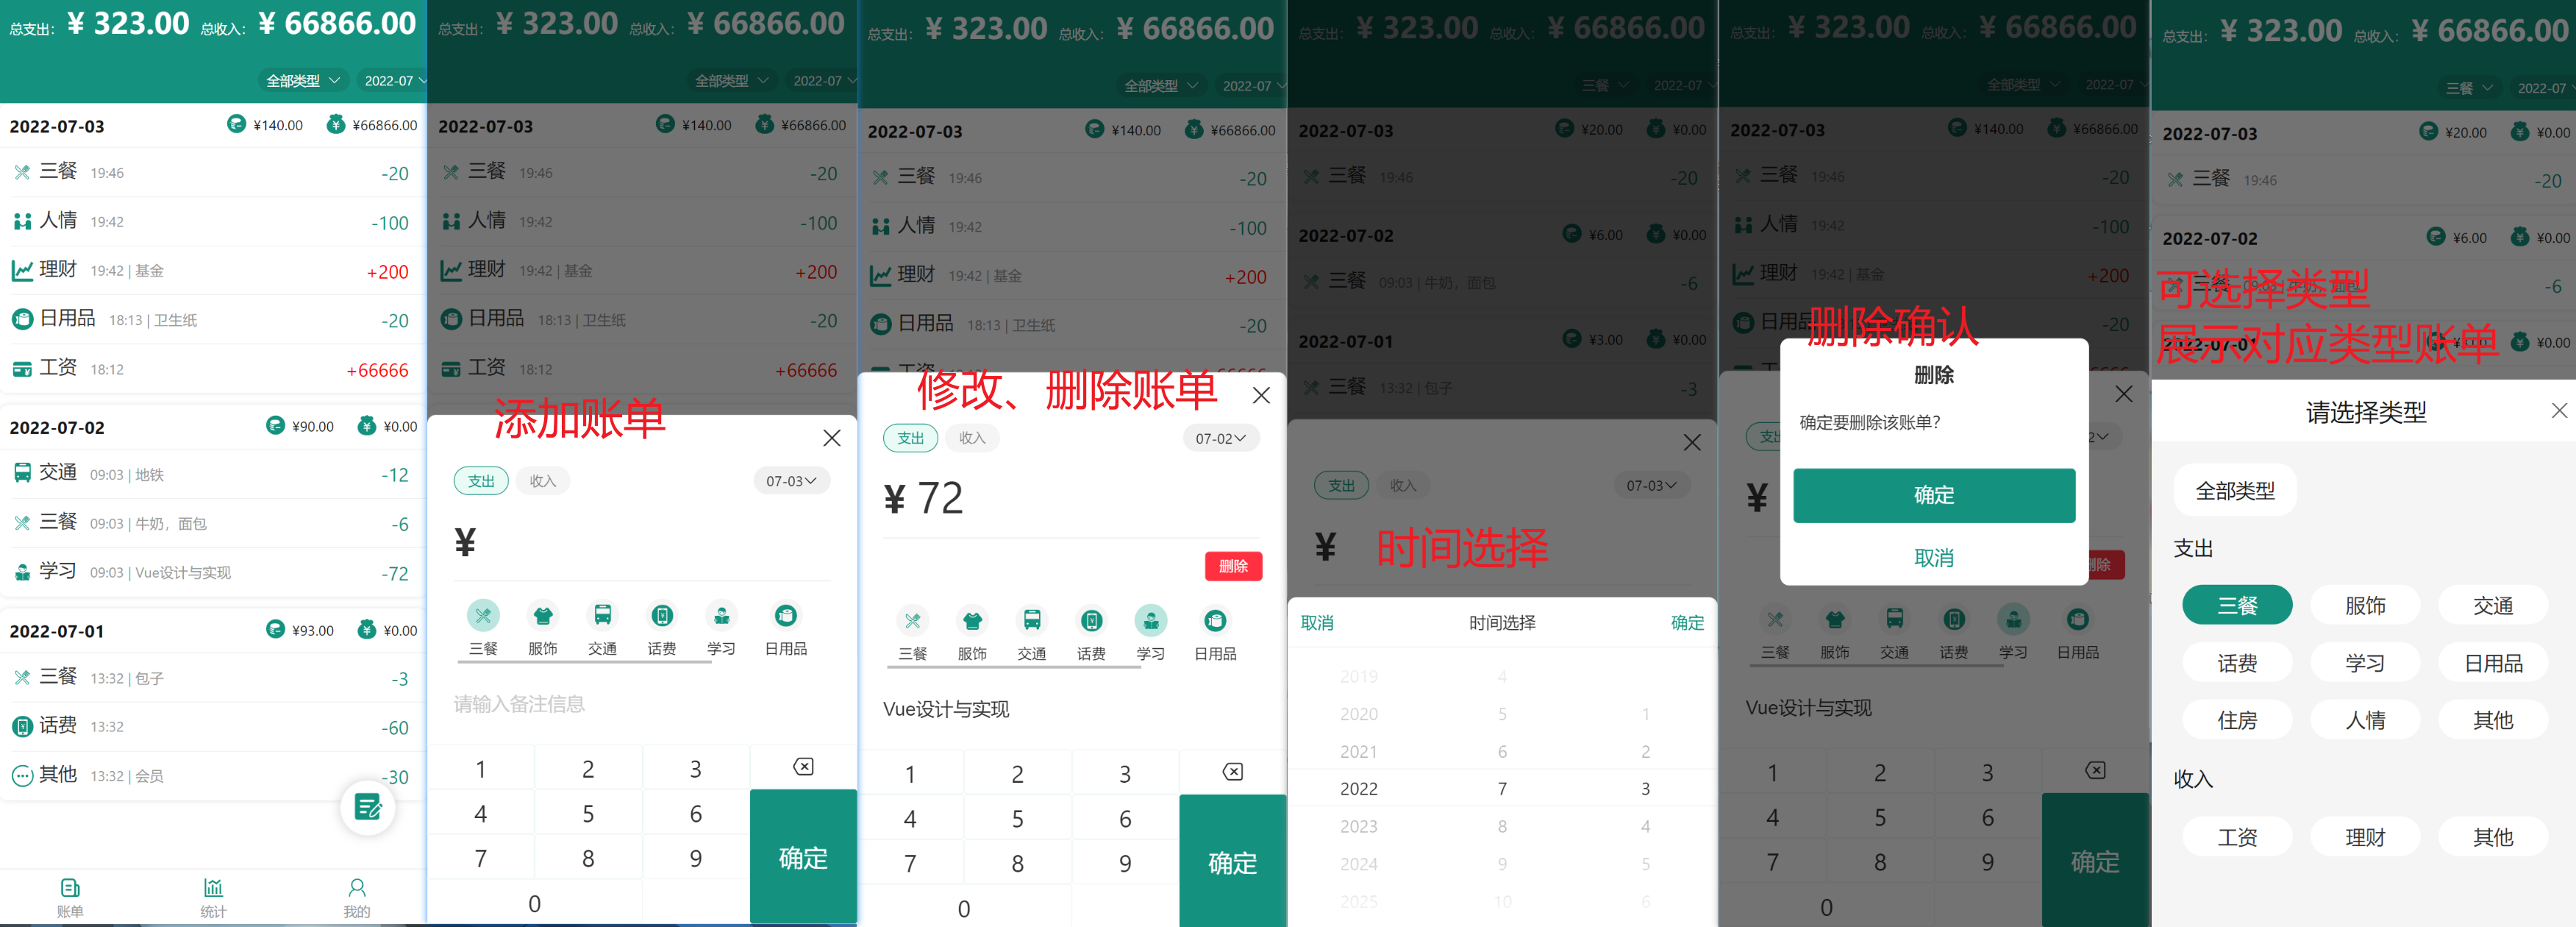 总支出: ¥ 323.00 总收入: ¥ 66866.00
全部类型 2022-07
2022-07-03 ¥140.00 ¥66866.00
三餐 19:46 -20
人情 19:42 -100
理财 19:42 | 基金 +200
日用品 18:13 | 卫生纸 -20
工资 18:12 +66666
2022-07-02 ¥90.00 ¥0.00
交通 09:03 | 地铁 -12
三餐 09:03 | 牛奶，面包 -6
学习 09:03 | Vue设计与实现 -72
2022-07-01 ¥93.00 ¥0.00
三餐 13:32 | 包子 -3
话费 13:32 -60
其他 13:32 | 会员 -30
账单 统计 我的
总支出: ¥ 323.00 总收入: ¥ 66866.00
全部类型 2022-07
2022-07-03 ¥140.00 ¥66866.00
三餐 19:46 -20
人情 19:42 -100
理财 19:42 | 基金 +200
日用品 18:13 | 卫生纸 -20
工资 18:12 +66666
添加账单
支出 收入 07-03
¥
三餐 服饰 交通 话费 学习 日用品
请输入备注信息
1 2 3
4 5 6
7 8 9
确定
0
总支出: ¥ 323.00 总收入: ¥ 66866.00
全部类型 2022-07
2022-07-03 ¥140.00 ¥66866.00
三餐 19:46 -20
人情 19:42 -100
理财 19:42 | 基金 +200
日用品 18:13 | 卫生纸 -20
修改、删除账单
支出 收入 07-02
¥ 72
删除
三餐 服饰 交通 话费 学习 日用品
Vue设计与实现
1 2 3
4 5 6
7 8 9
确定
0
总支出: ¥ 323.00 总收入: ¥ 66866.00
三餐 2022-07
2022-07-03 ¥20.00 ¥0.00
三餐 19:46 -20
2022-07-02 ¥6.00 ¥0.00
三餐 09:03 | 牛奶，面包 -6
2022-07-01 ¥3.00 ¥0.00
三餐 13:32 | 包子 -3
支出 收入 07-03
¥
时间选择
取消 时间选择 确定
2019 4
2020 5 1
2021 6 2
2022 7 3
2023 8 4
2024 9 5
2025 10 6
总支出: ¥ 323.00 总收入: ¥ 66866.00
全部类型 2022-07
2022-07-03 ¥140.00 ¥66866.00
三餐 19:46 -20
人情 19:42 -100
理财 19:42 | 基金 +200
日用品 -20
删除确认
删除
确定要删除该账单？
确定
取消
¥
三餐 服饰 交通 话费 学习 日用品
Vue设计与实现
1 2 3
4 5 6
7 8 9
确定
0
总支出: ¥ 323.00 总收入: ¥ 66866.00
三餐 2022-07
2022-07-03 ¥20.00 ¥0.00
三餐 19:46 -20
2022-07-02 ¥6.00 ¥0.00
三餐 09:03 | 牛奶，面包 -6
可选择类型
2022-07-01 ¥3.00 ¥0.00
展示对应类型账单
请选择类型
全部类型
支出
三餐 服饰 交通
话费 学习 日用品
住房 人情 其他
收入
工资 理财 其他